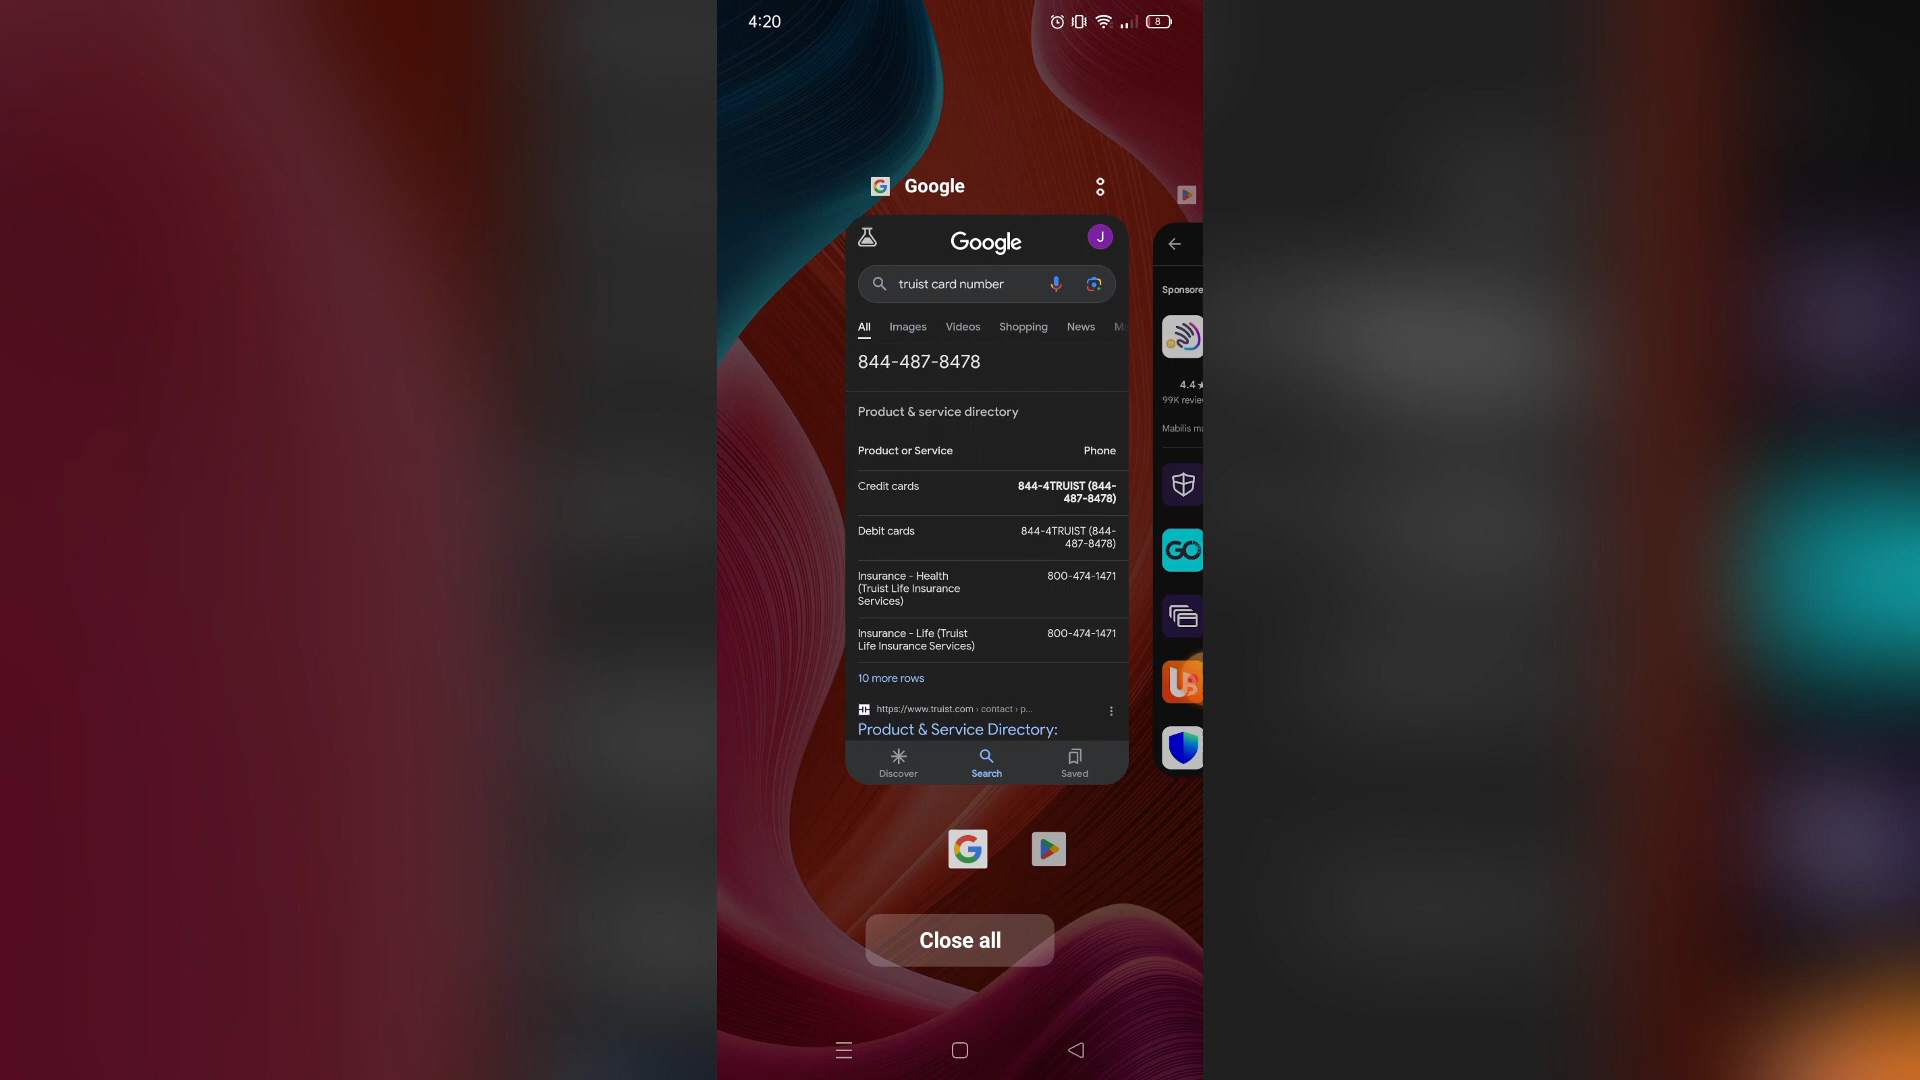 4:20
8
Google
Google
J
truist card number
All Images Videos Shopping News
844-487-8478
Product & service directory
Product or Service Phone
Credit cards 844-4TRUIST (844-
487-8478)
Debit cards 844-4TRUIST (844-
487-8478)
Insurance - Health 800-474-1471
(Truist Life Insurance
Services)
Insurance - Life (Truist 800-474-1471
Life Insurance Services)
10 more rows
https://www.truist.com › contact › p...
Product & Service Directory:
Discover Search Saved
4.4★
99K
Mabilis
GO
UB
Close all